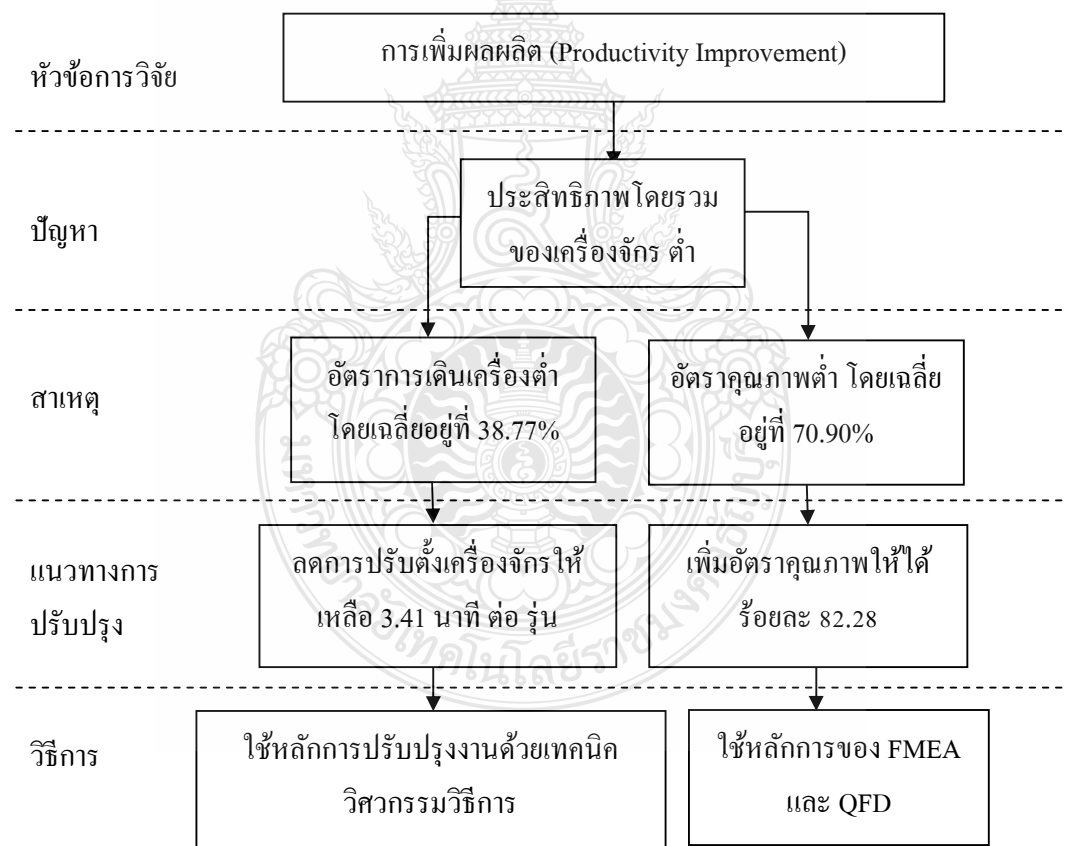 การเพิ่มผลผลิต (Productivity Improvement)
หัวข้อการวิจัย
ประสิทธิภาพโดยรวม
ของเครื่องจักร ต่ำ
ปัญหา
อัตราการเดินเครื่องต่ำ
โดยเฉลี่ยอยู่ที่ 38.77%
อัตราคุณภาพต่ำ โดยเฉลี่ย
อยู่ที่ 70.90%
สาเหตุ
ลดการปรับตั้งเครื่องจักรให้
เหลือ 3.41 นาที ต่อ รุ่น
เพิ่มอัตราคุณภาพให้ได้
ร้อยละ 82.28
แนวทางการ
ปรับปรุง
ใช้หลักการปรับปรุงงานด้วยเทคนิค
วิศวกรรมวิธีการ
ใช้หลักการของ FMEA
และ QFD
วิธีการ